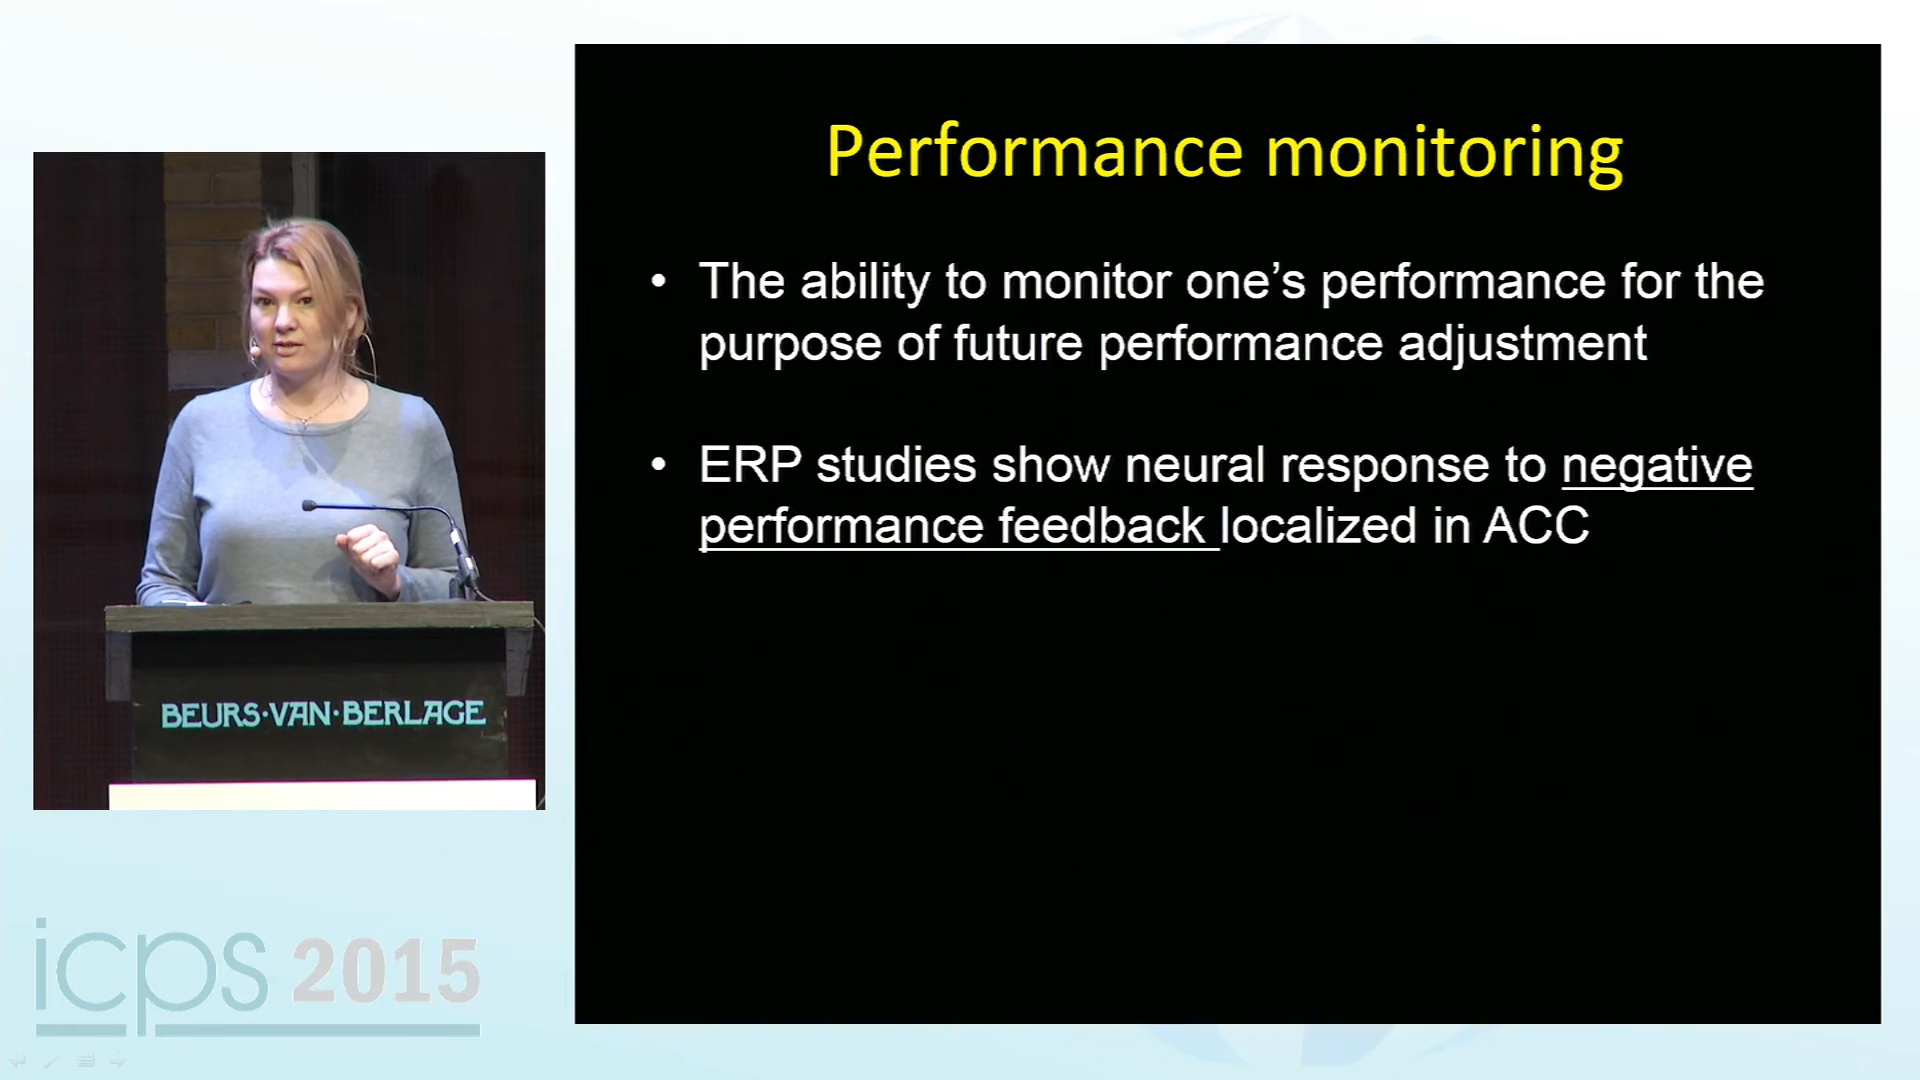 Performance monitoring
• The ability to monitor one’s performance for the
purpose of future performance adjustment
• ERP studies show neural response to negative
performance feedback localized in ACC
BEURS·VAN·BERLAGE
icps 2015